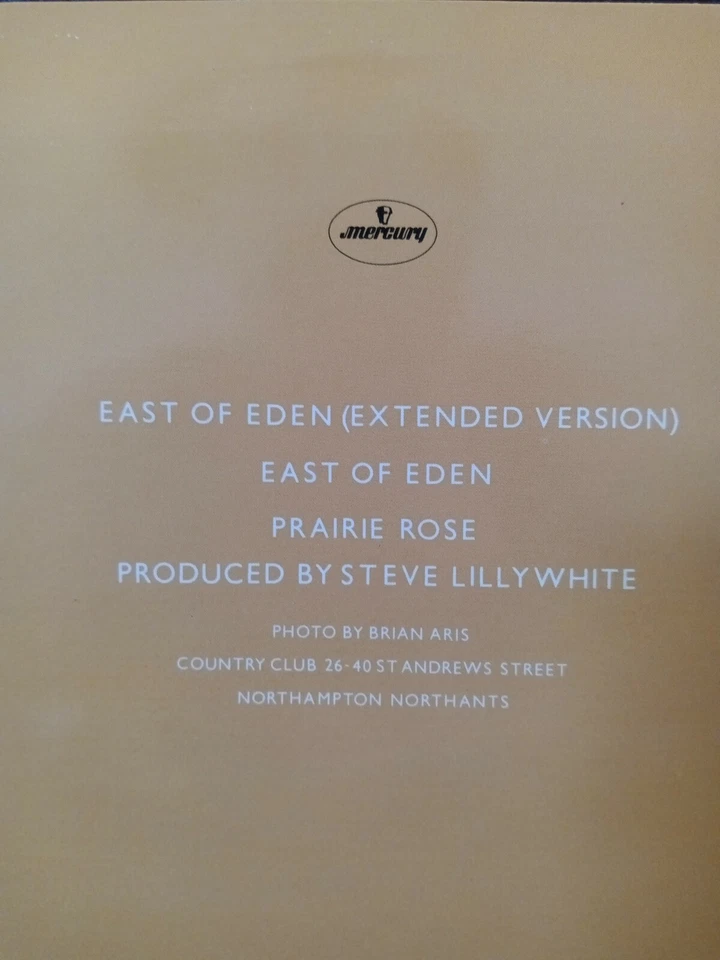 mercury
EAST OF EDEN (EXTENDED VERSION)
EAST OF EDEN
PRAIRIE ROSE
PRODUCED BY STEVE LILLYWHITE
PHOTO BY BRIAN ARIS
COUNTRY CLUB 26-40 ST ANDREWS STREET
NORTHAMPTON NORTHANTS